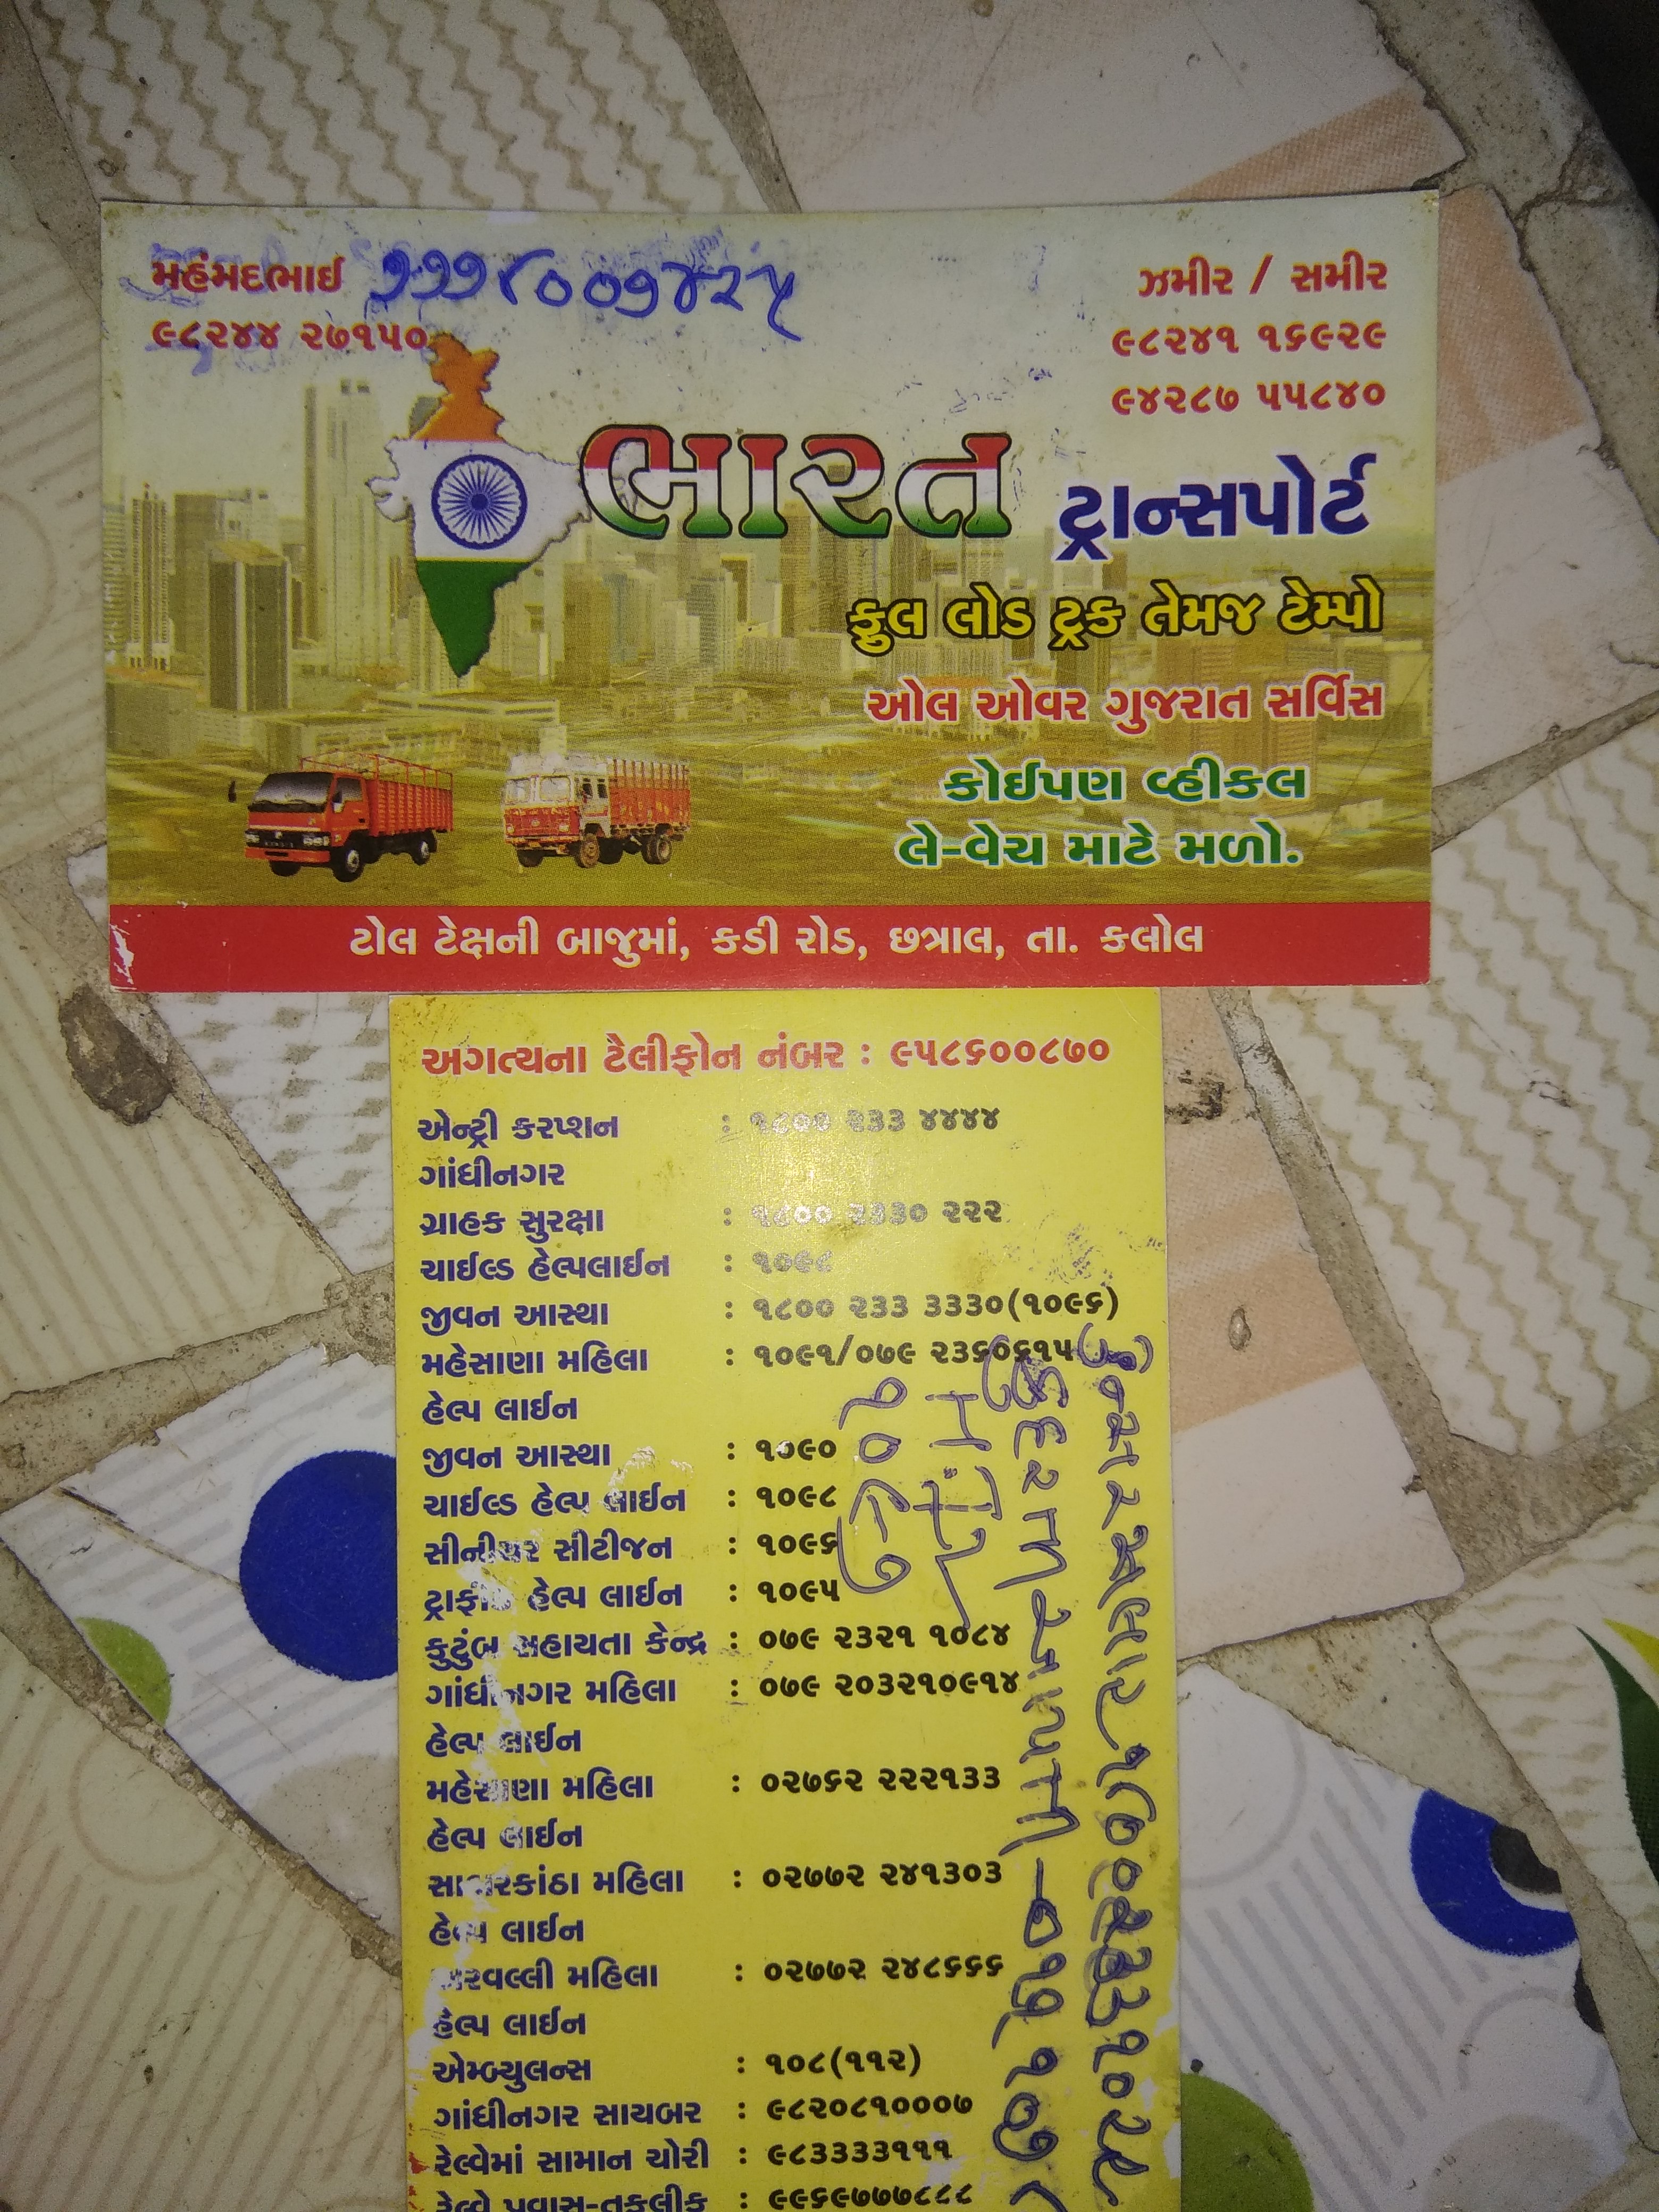 મહંમદભાઈ
૯૮૨૪૪ ૨૭૧૫૦
ઝમીર / સમીર
૯૮૨૪૧ ૧૬૯૨૯
૯૪૨૮૭ ૫૫૮૪૦
ભારત ટ્રાન્સપોર્ટ
ફુલ લોડ ટ્રક તેમજ ટેમ્પો
ઓલ ઓવર ગુજરાત સર્વિસ
કોઈપણ વ્હીકલ
લે-વેચ માટે મળો.
ટોલ ટેક્ષની બાજુમાં, કડી રોડ, છત્રાલ, તા. કલોલ
અગત્યના ટેલીફોન નંબર : ૯૫૮૬૦૦૮૭૦
એન્ટ્રી કરપ્શન : ૧૮૦૦ ૨૩૩ ૪૪૪૪
ગાંધીનગર
ગ્રાહક સુરક્ષા : ૧૮૦૦ ૨૩૩૦ ૨૨૨
ચાઈલ્ડ હેલ્પલાઈન : ૧૦૯૮
જીવન આસ્થા : ૧૮૦૦ ૨૩૩ ૩૩૩૦(૧૦૯૬)
મહેસાણા મહિલા : ૧૦૯૧/૦૭૯ ૨૩૬૦૬૧૫
હેલ્પ લાઈન
જીવન આસ્થા : ૧૦૯૦
ચાઈલ્ડ હેલ્પ લાઈન : ૧૦૯૮
સીનીયર સીટીજન : ૧૦૯૬
ટ્રાફીક હેલ્પ લાઈન : ૧૦૯૫
કુટુંબ સહાયતા કેન્દ્ર : ૦૭૯ ૨૩૨૧ ૧૦૮૪
ગાંધીનગર મહિલા : ૦૭૯ ૨૦૩૨૧૦૯૧૪
હેલ્પ લાઈન
મહેસાણા મહિલા : ૦૨૭૬૨ ૨૨૨૧૩૩
હેલ્પ લાઈન
સાબરકાંઠા મહિલા : ૦૨૭૭૨ ૨૪૧૩૦૩
હેલ્પ લાઈન
અરવલ્લી મહિલા : ૦૨૭૭૨ ૨૪૮૬૬૬
હેલ્પ લાઈન
એમ્બ્યુલન્સ : ૧૦૮(૧૧૨)
ગાંધીનગર સાયબર : ૯૮૨૦૮૧૦૦૦૭
રેલ્વેમાં સામાન ચોરી : ૯૮૩૩૩૩૧૧૧
રેલ્વે પ્રવાસ-તકલીફ : ૯૯૬૯૭૭૭૮૮૮